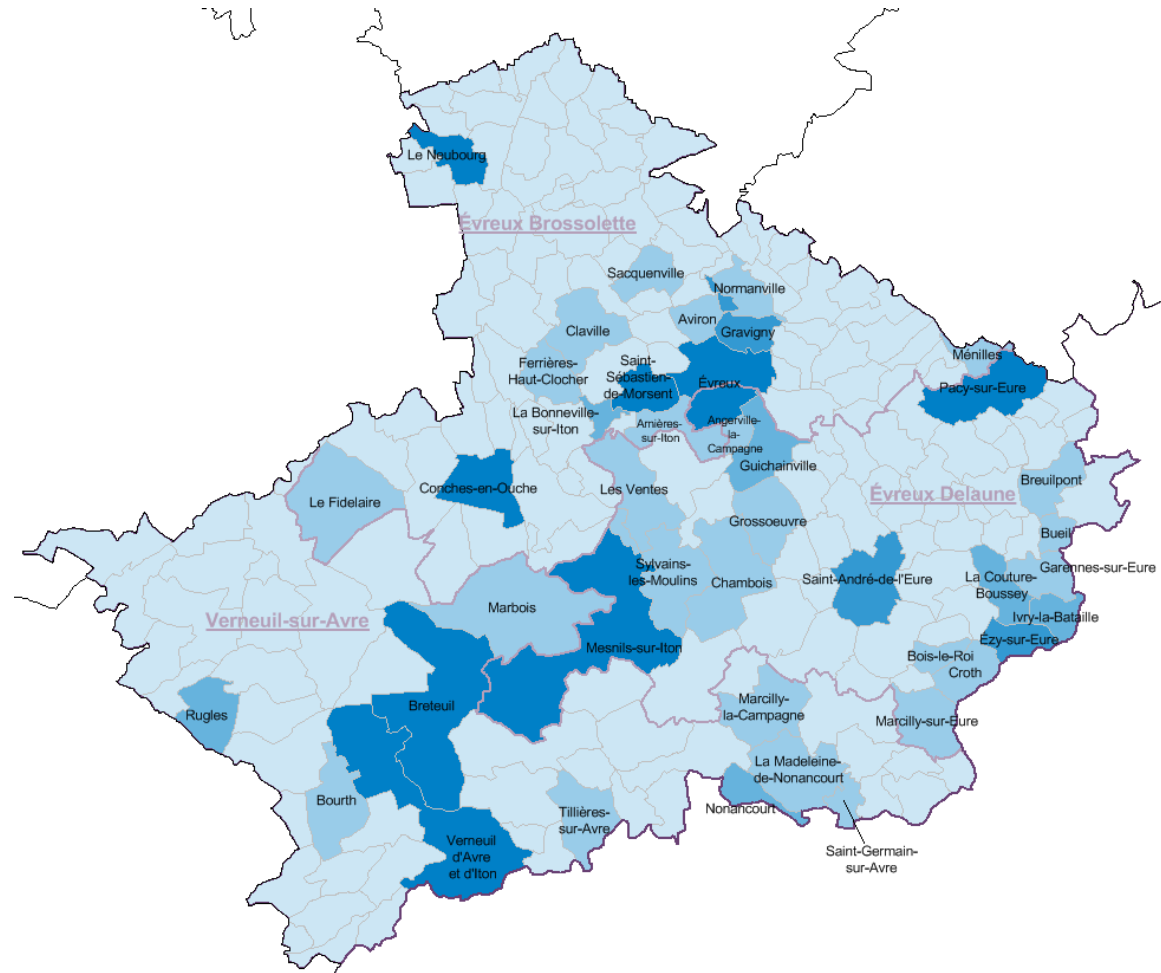 Le Neubourg
Évreux Brossolette
Sacquenville
Normanville
Aviron
Claville
Gravigny
Ménilles
Ferrières-
Haut-Clocher
Saint-
Sébastien-
de-Morsent
Évreux
Pacy-sur-Eure
La Bonneville-
sur-Iton
Arnières-
sur-Iton
Angerville-
la-
Campagne
Guichainville
Conches-en-Ouche
Les Ventes
Le Fidelaire
Évreux Delaune
Breuilpont
Grossoeuvre
Bueil
Sylvains-
les-Moulins
Chambois
Saint-André-de-l'Eure
Garennes-sur-Eure
La Couture-
Boussey
Marbois
Verneuil-sur-Avre
Ivry-la-Bataille
Ézy-sur-Eure
Mesnils-sur-Iton
Bois-le-Roi
Croth
Marcilly-
la-Campagne
Marcilly-sur-Eure
Rugles
Breteuil
La Madeleine-
de-Nonancourt
Bourth
Tillières-
sur-Avre
Nonancourt
Verneuil
d'Avre
et d'Iton
Saint-Germain-
sur-Avre